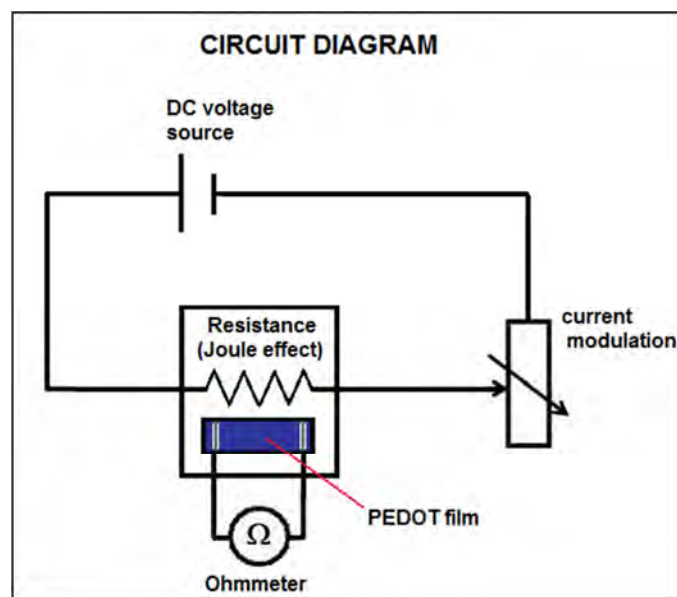 CIRCUIT DIAGRAM
DC voltage
source
Resistance
(Joule effect)
current
modulation
PEDOT film
Ω
Ohmmeter